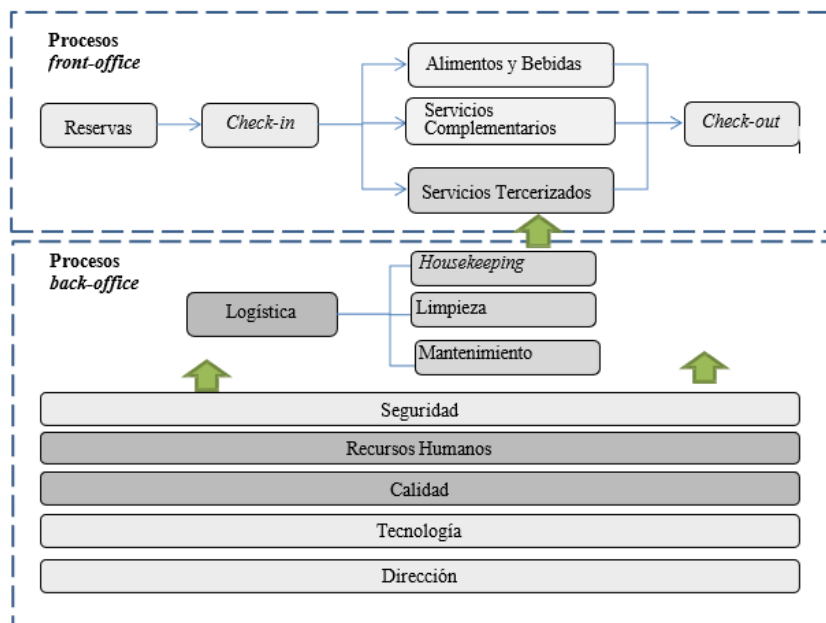 Procesos
front-office
Alimentos y Bebidas
Reservas
Check-in
Servicios
Complementarios
Check-out
Servicios Tercerizados
Procesos
back-office
Housekeeping
Logística
Limpieza
Mantenimiento
Seguridad
Recursos Humanos
Calidad
Tecnología
Dirección